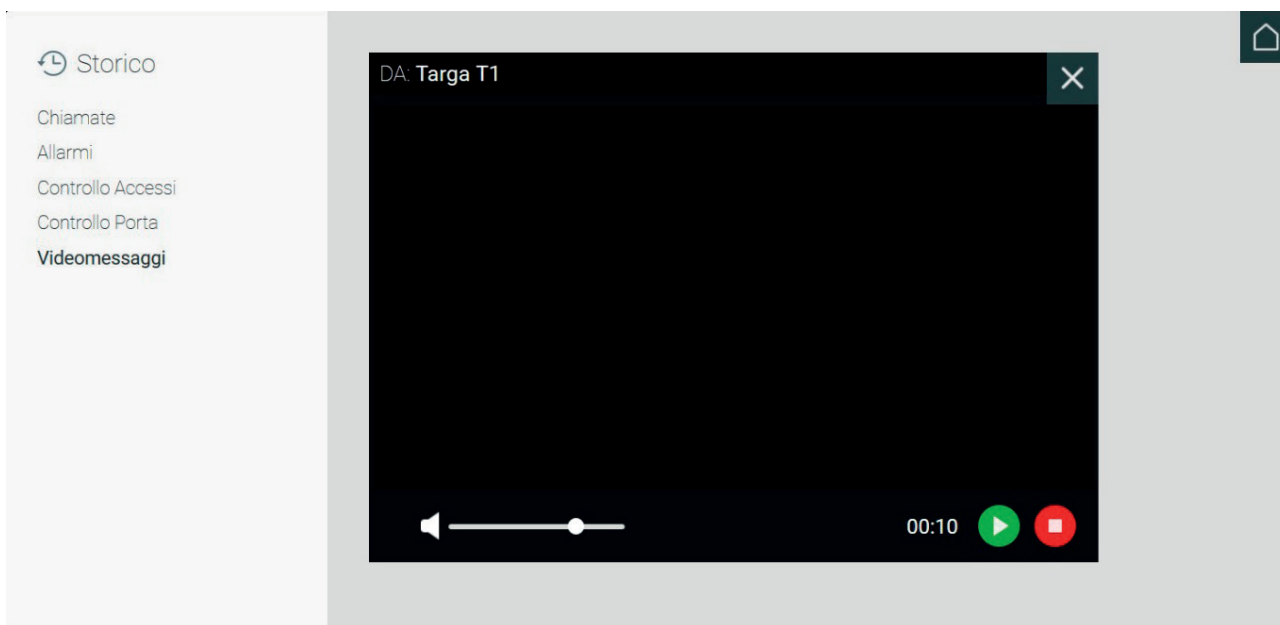 Storico
Chiamate
Allarmi
Controllo Accessi
Controllo Porta
Videomessaggi
DA: Targa T1
00:10